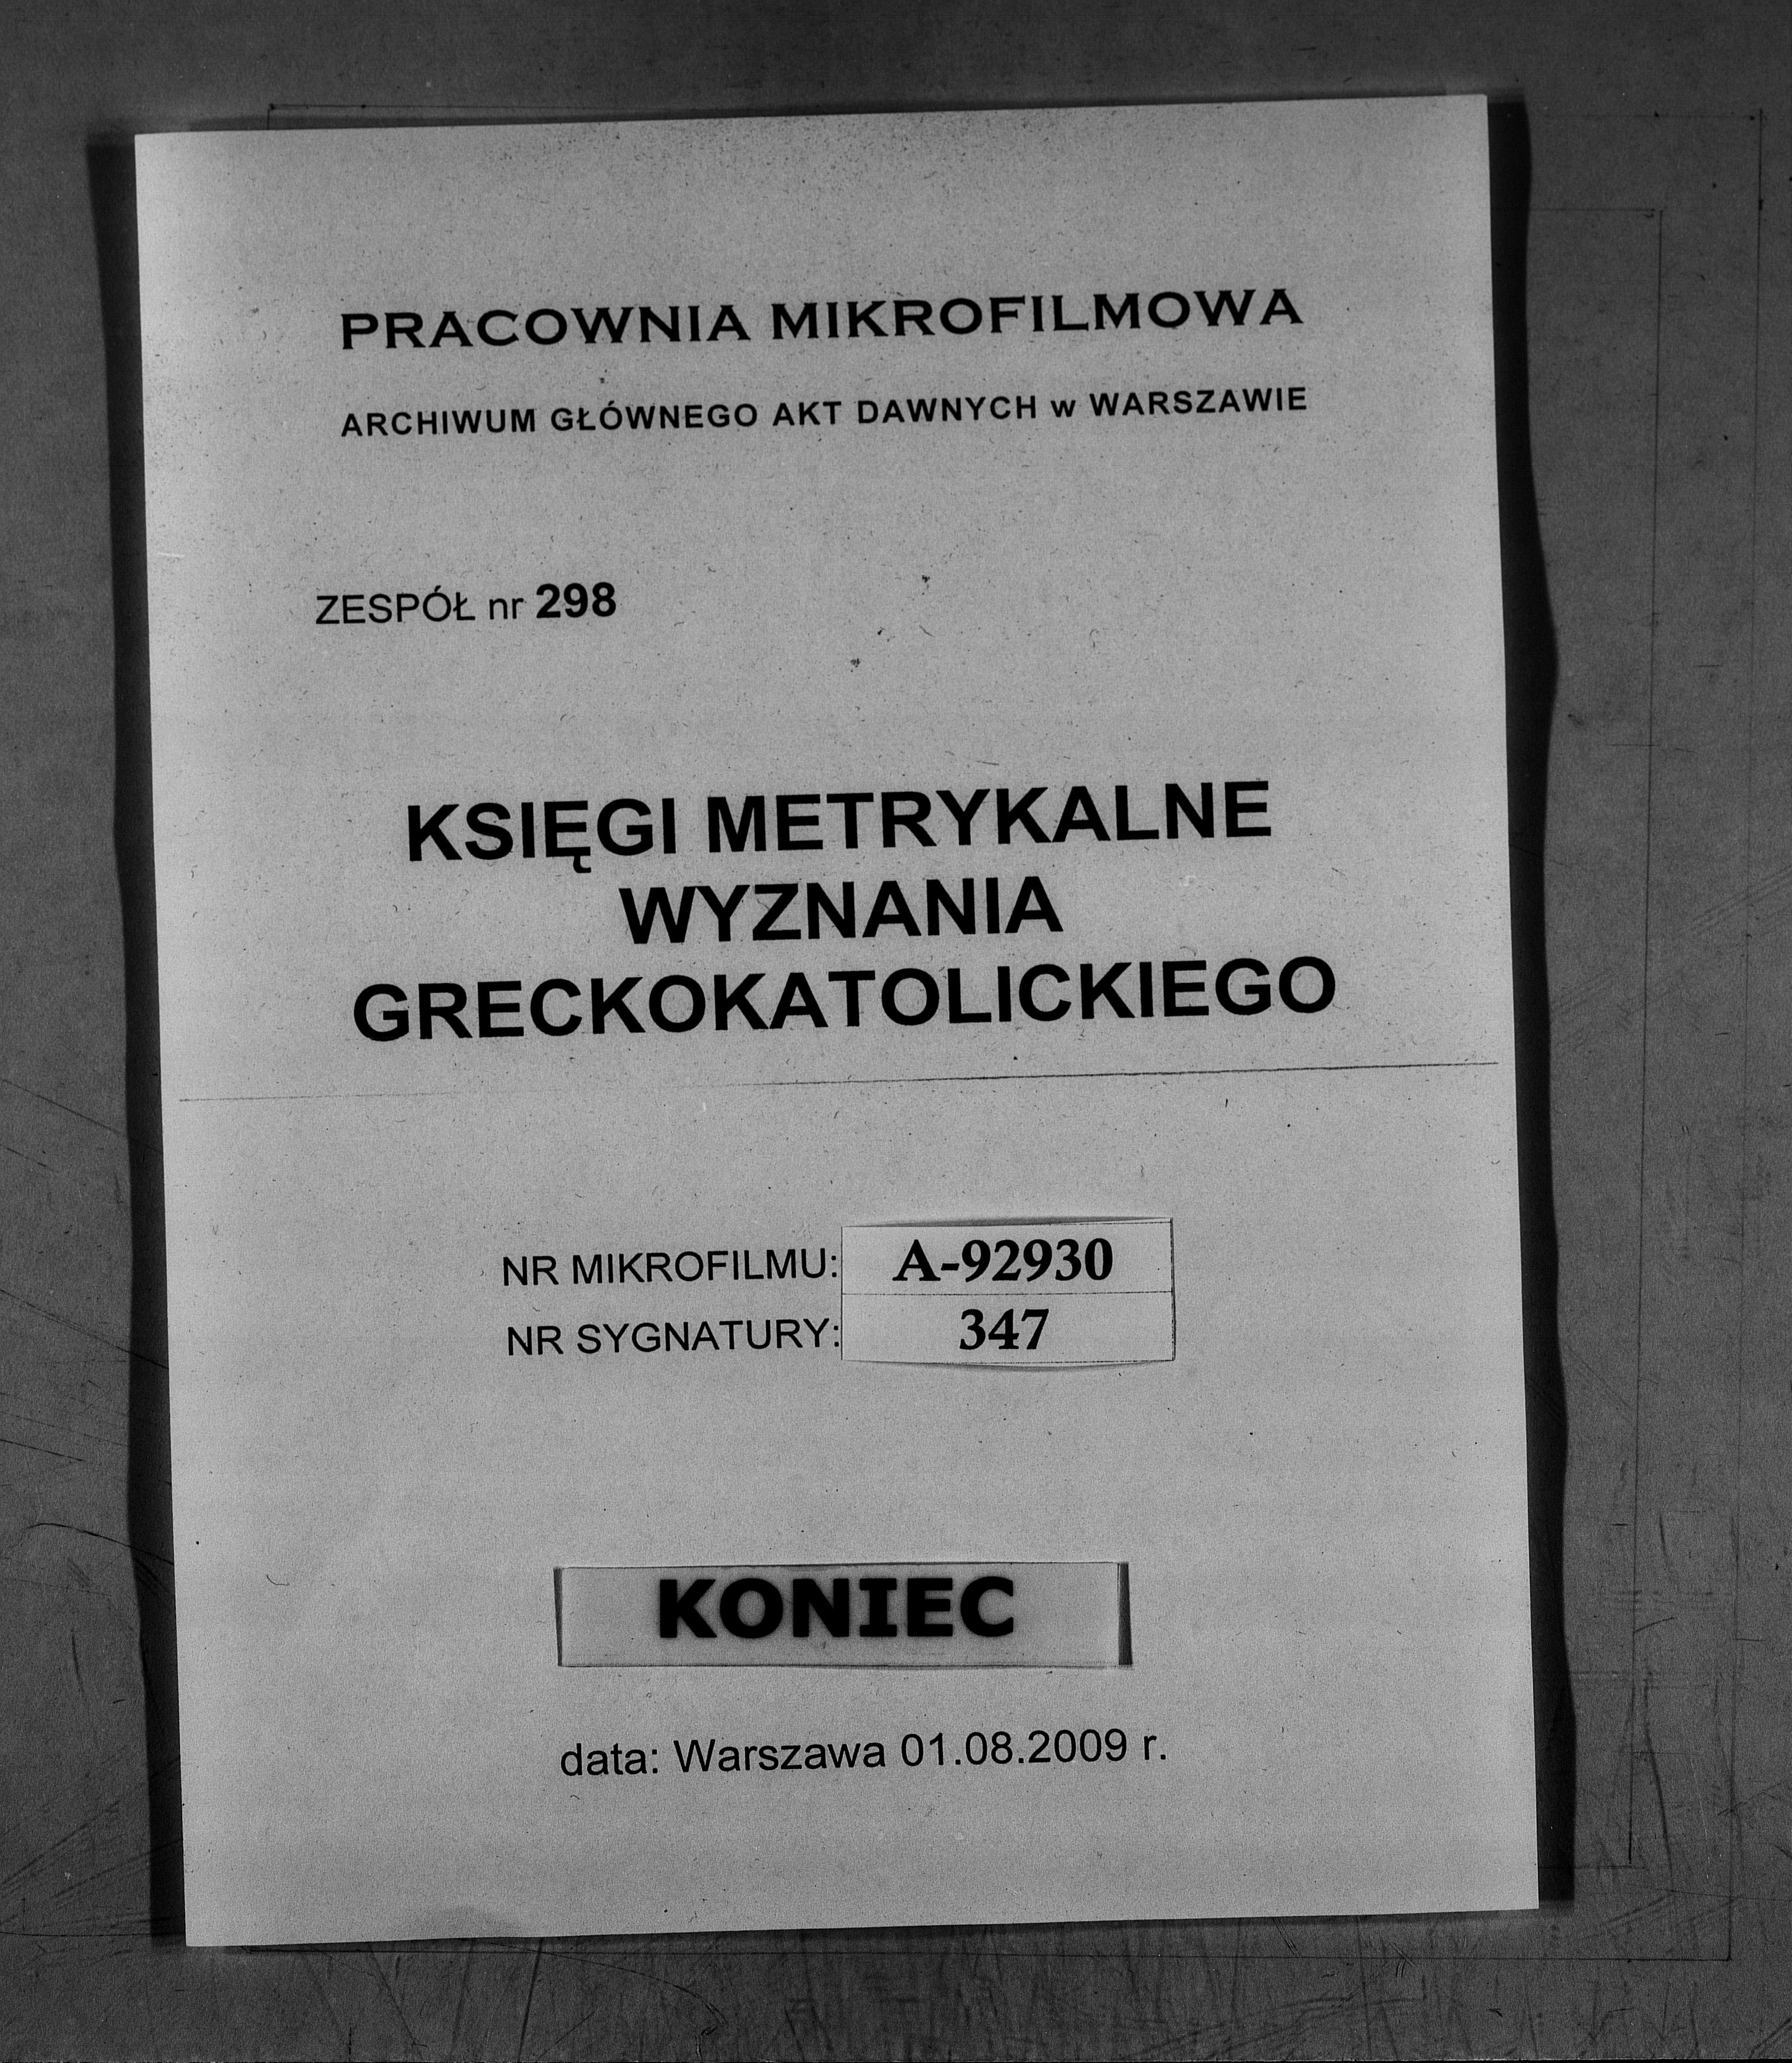 PRACOWNIA MIKROFILMOWA
ARCHIWUM GŁÓWNEGO AKT DAWNYCH w WARSZAWIE
ZESPÓŁ nr 298
KSIĘGI METRYKALNE
WYZNANIA
GRECKOKATOLICKIEGO
NR MIKROFILMU: A-92930
NR SYGNATURY: 347
KONIEC
data: Warszawa 01.08.2009 r.